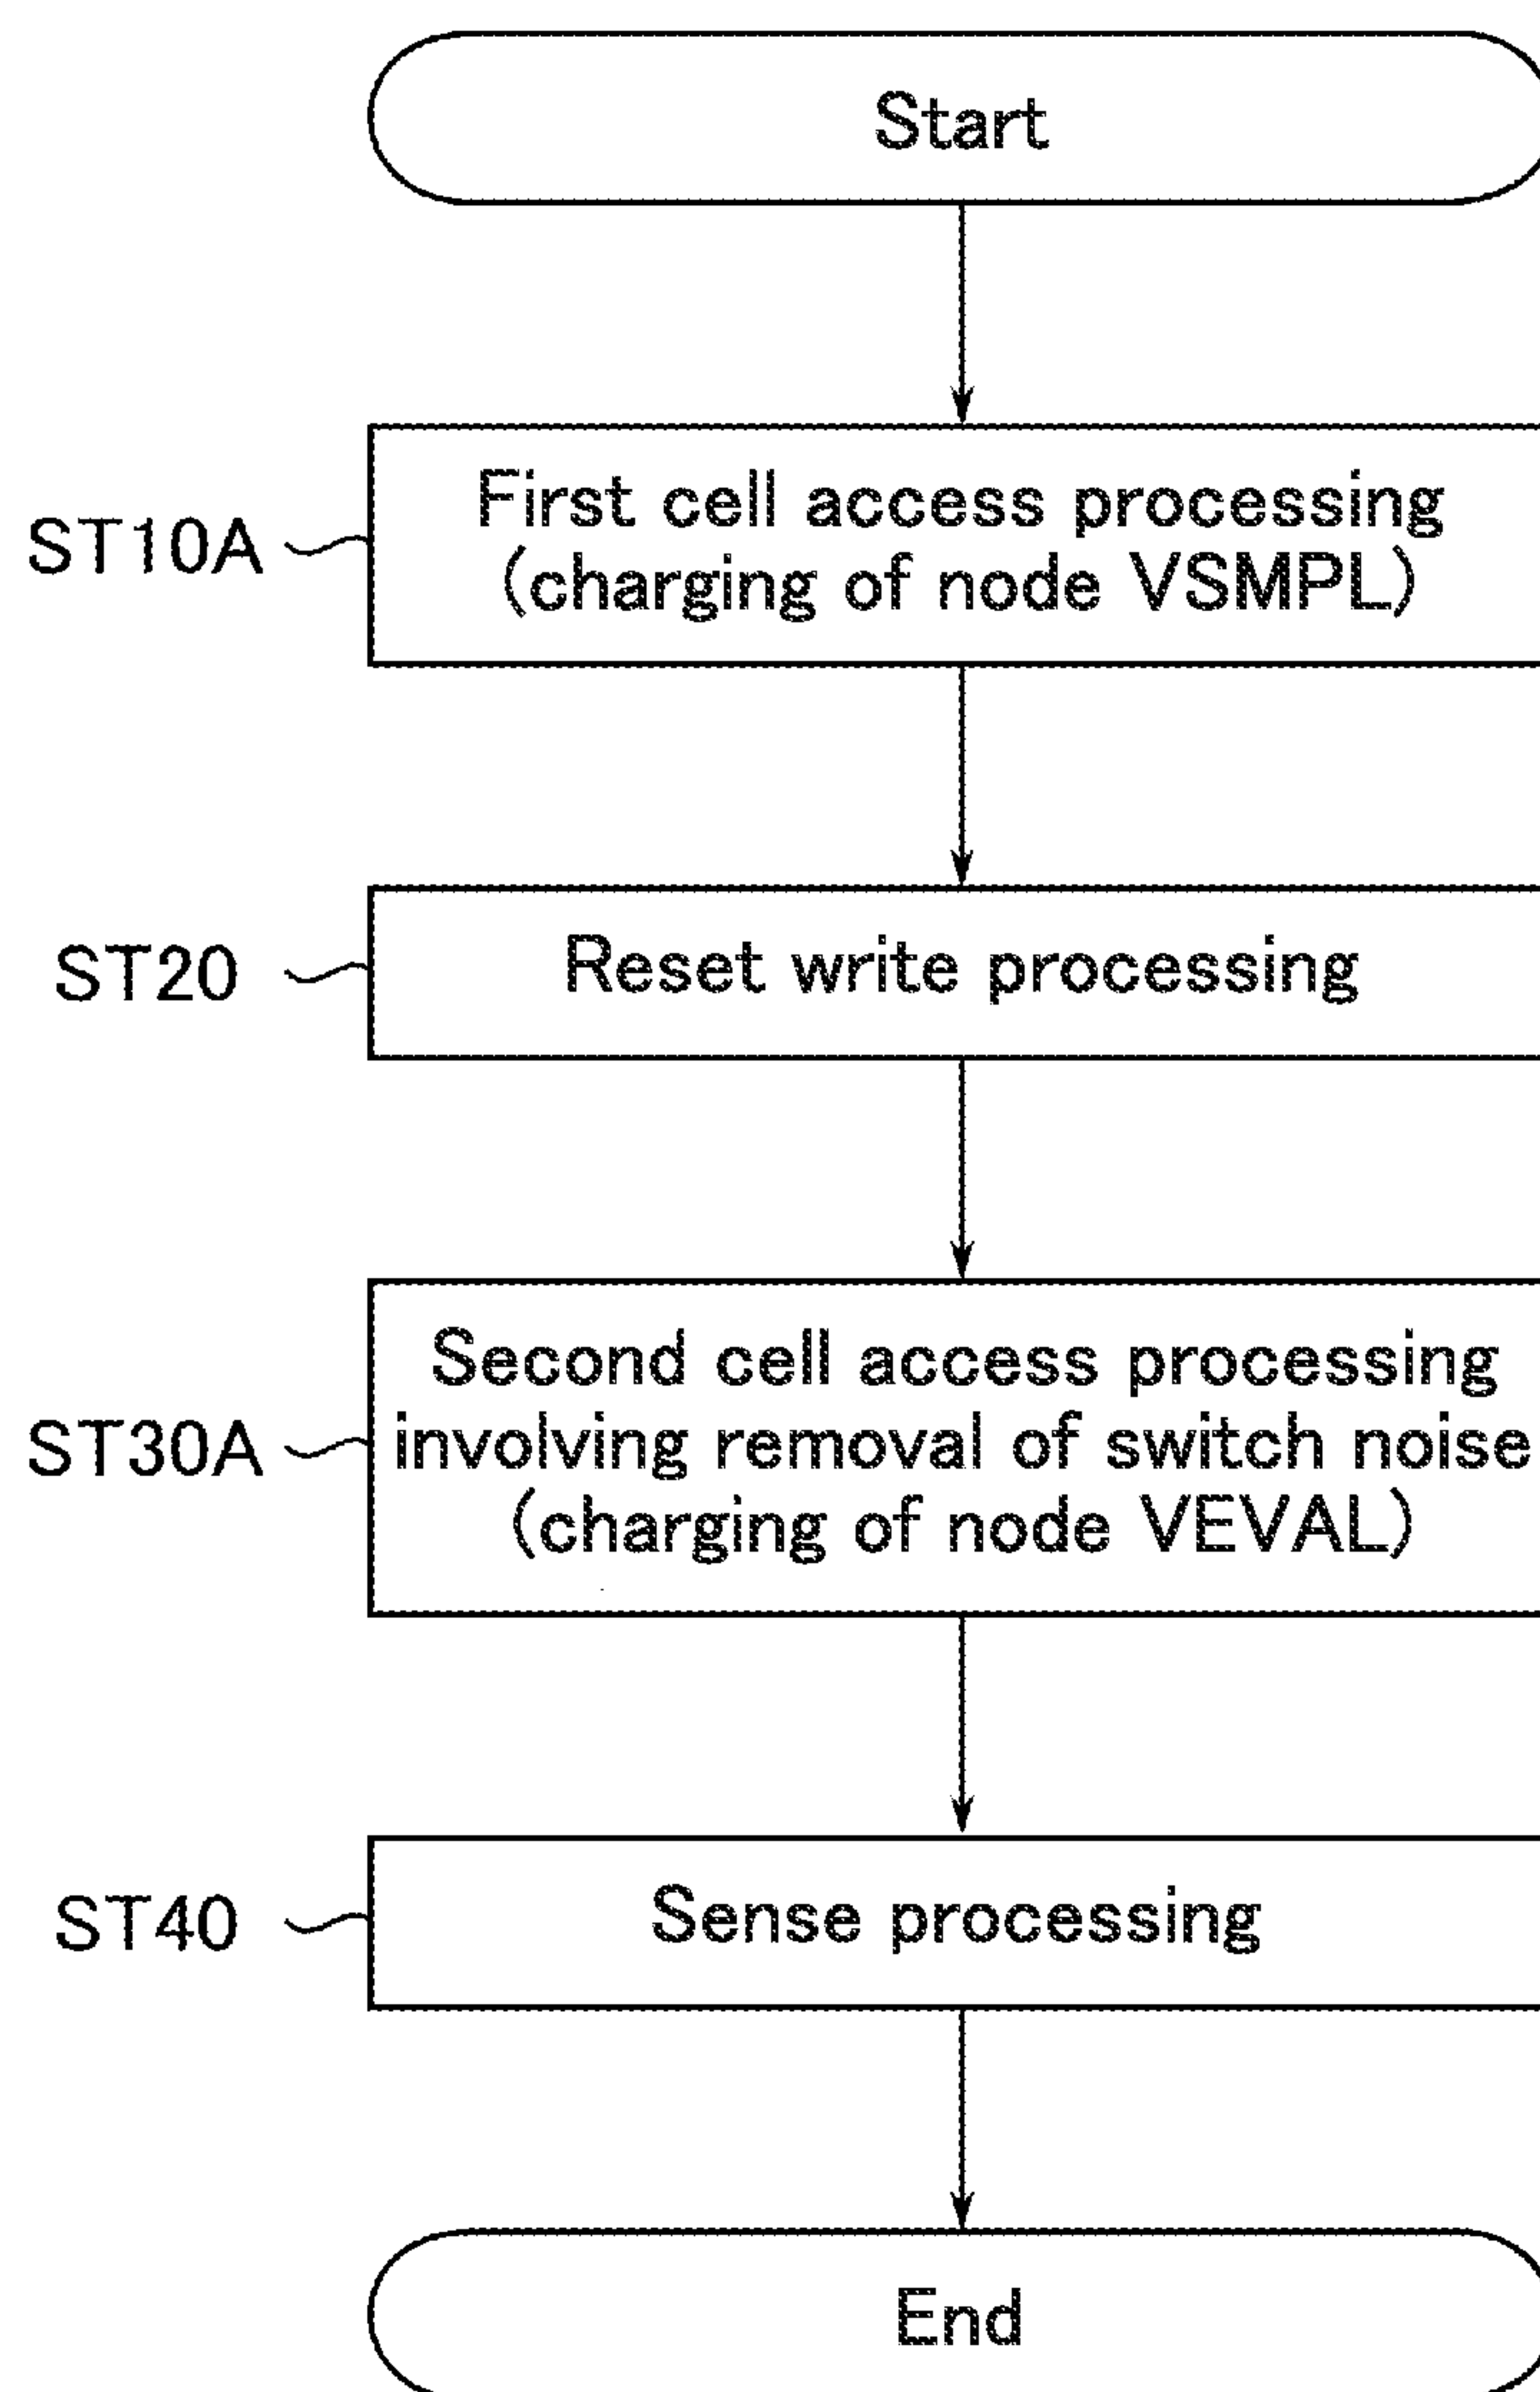 Start
ST10A
First cell access processing
(charging of node VSMPL)
ST20
Reset write processing
ST30A
Second cell access processing
involving removal of switch noise
(charging of node VEVAL)
ST40
Sense processing
End